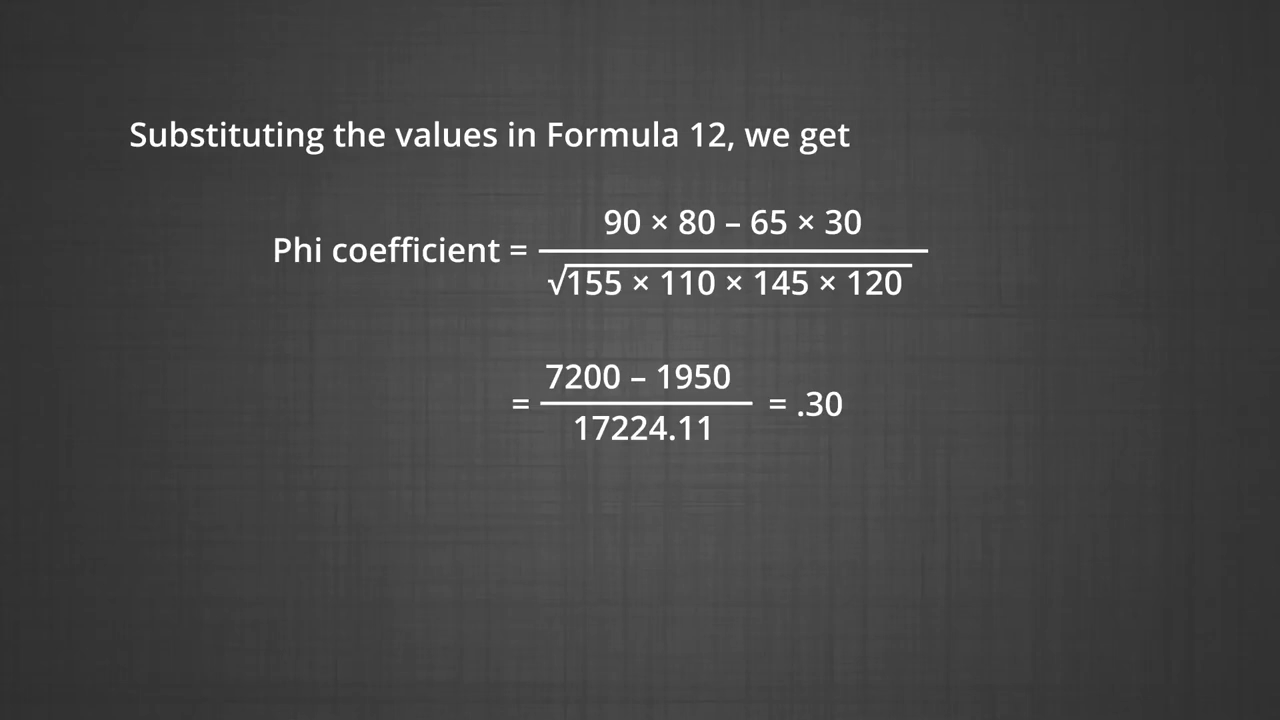 Substituting the values in Formula 12, we get
Phi coefficient = 90 × 80 – 65 × 30
√155 × 110 × 145 × 120
= 7200 – 1950
17224.11
= .30